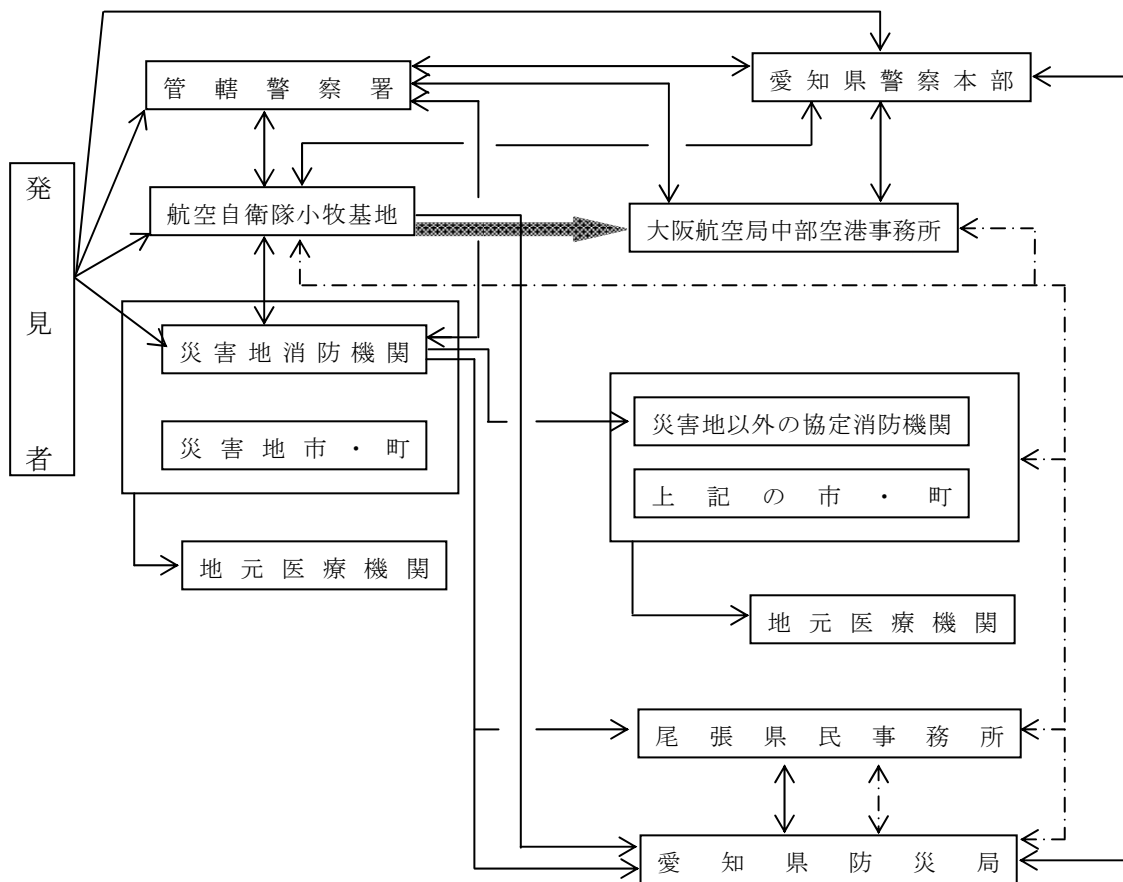 管轄警察署
愛知県警察本部
発見者
航空自衛隊小牧基地
大阪航空局中部空港事務所
災害地消防機関
災害地市・町
災害地以外の協定消防機関
上記の市・町
地元医療機関
地元医療機関
尾張県民事務所
愛知県防災局